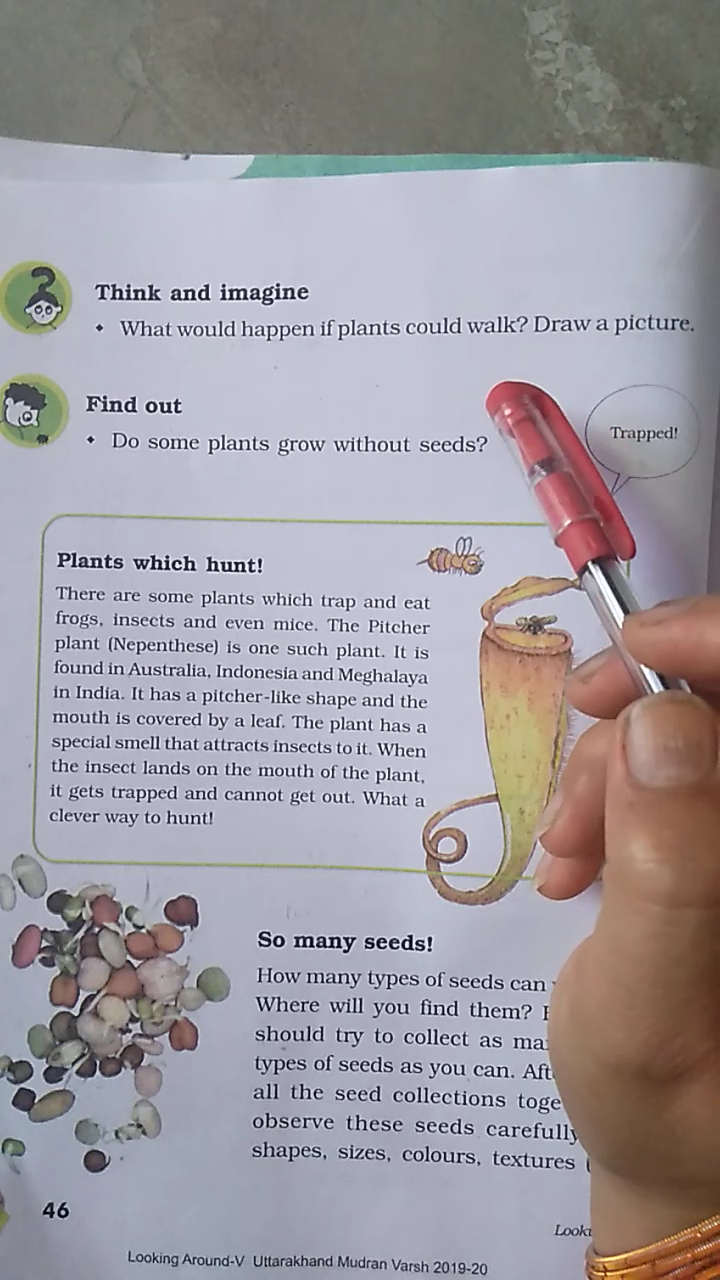 Think and imagine
• What would happen if plants could walk? Draw a picture.
Find out
• Do some plants grow without seeds?
Trapped!
Plants which hunt!
There are some plants which trap and eat
frogs, insects and even mice. The Pitcher
plant (Nepenthese) is one such plant. It is
found in Australia, Indonesia and Meghalaya
in India. It has a pitcher-like shape and the
mouth is covered by a leaf. The plant has a
special smell that attracts insects to it. When
the insect lands on the mouth of the plant,
it gets trapped and cannot get out. What a
clever way to hunt!
So many seeds!
How many types of seeds can
Where will you find them?
should try to collect as
types of seeds as you can.
all the seed collections
observe these seeds carefully
shapes, sizes, colours, textures
46
Looking Around-V Uttarakhand Mudran Varsh 2019-20